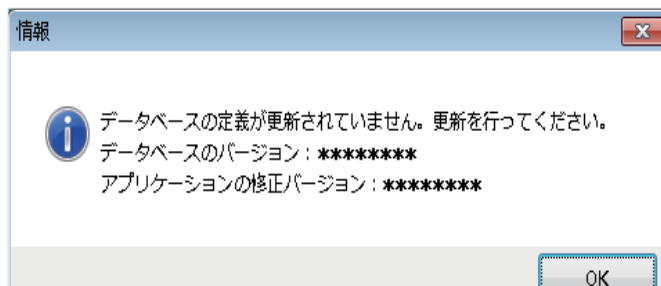 情報
データベースの定義が更新されていません。更新を行ってください。
データベースのバージョン：********
アプリケーションの修正バージョン：********
OK